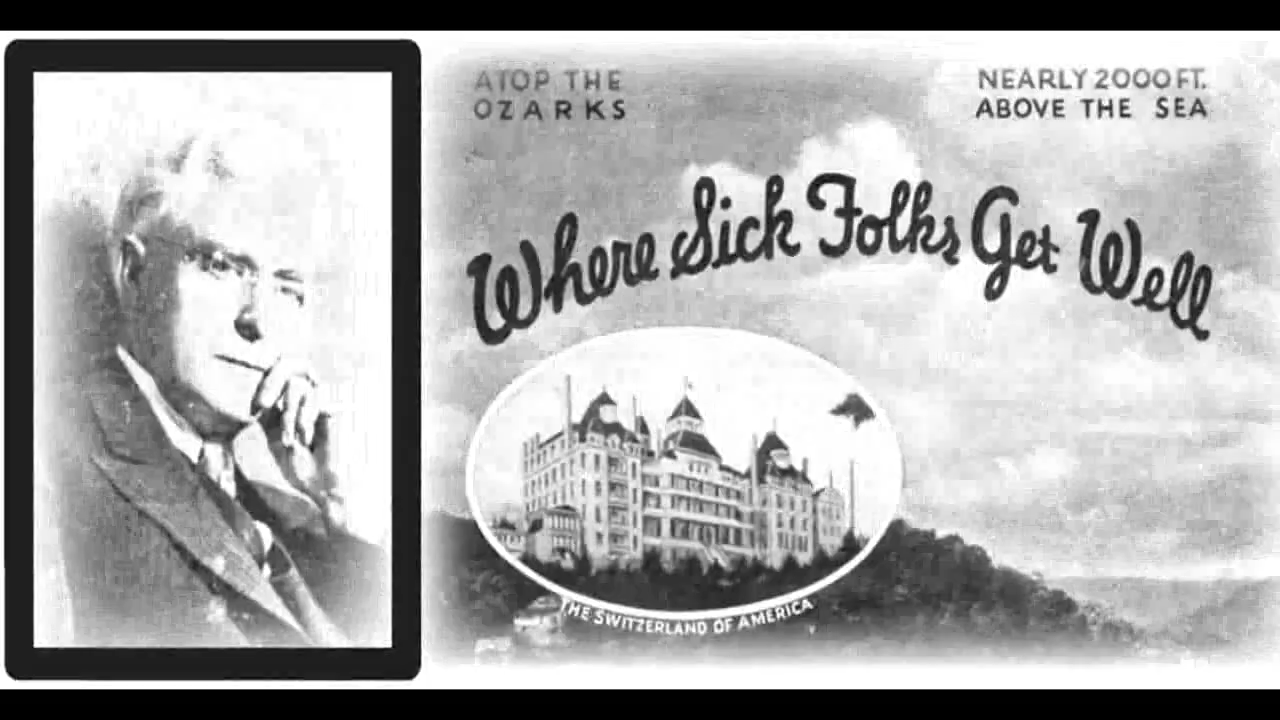 ATOP THE
OZARKS
NEARLY 2000 FT.
ABOVE THE SEA
Where Sick Folks Get Well
THE SWITZERLAND OF AMERICA